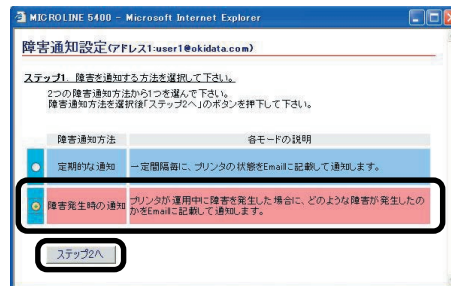 MICROLINE 5400 - Microsoft Internet Explorer
障害通知設定(アドレス1:user1@okidata.com)
ステップ1. 障害を通知する方法を選択して下さい。
2つの障害通知方法から1つを選んで下さい。
障害通知方法を選択後「ステップ2へ」のボタンを押下して下さい。
障害通知方法 各モードの説明
定期的な通知 一定間隔毎に、プリンタの状態をEmailに記載して通知します。
障害発生時の通知 プリンタが運用中に障害を発生した場合に、どのような障害が発生したの
かをEmailに記載して通知します。
ステップ2へ